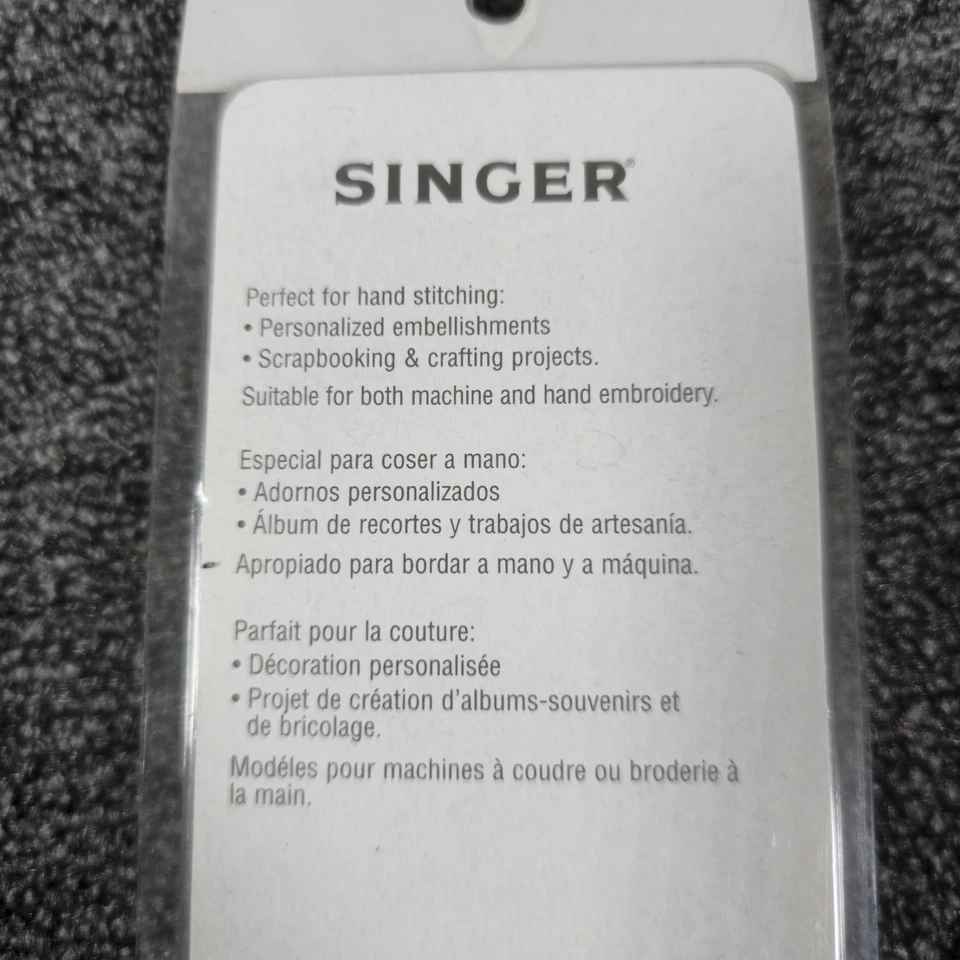 SINGER®
Perfect for hand stitching:
• Personalized embellishments
• Scrapbooking & crafting projects.
Suitable for both machine and hand embroidery.
Especial para coser a mano:
• Adornos personalizados
• Álbum de recortes y trabajos de artesanía.
Apropiado para bordar a mano y a máquina.
Parfait pour la couture:
• Décoration personalisée
• Projet de création d'albums-souvenirs et
de bricolage.
Modéles pour machines à coudre ou broderie à
la main.